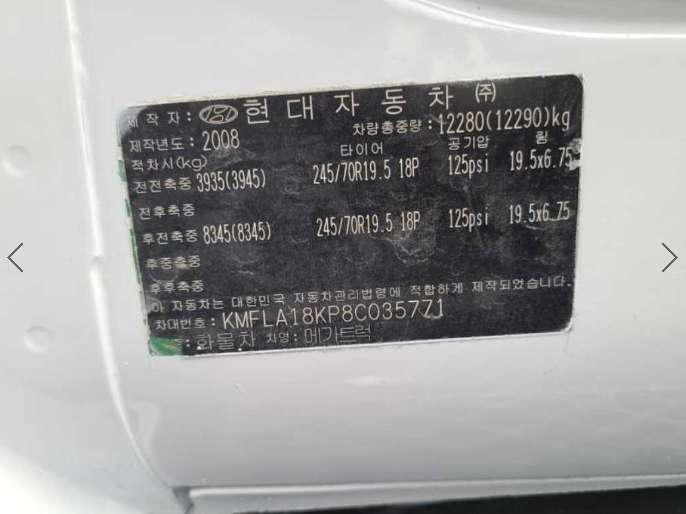 제 작 자 : 현 대 자 동 차 ㈜
제작년도 : 2008 차량총중량 : 12280(12290)kg
적차시(kg) 타이어 공기압 림
전전축중 3935(3945) 245/70R19.5 18P 125psi 19.5x6.75
전후축중
후전축중 8345(8345) 245/70R19.5 18P 125psi 19.5x6.75
후중축중
후후축중
이 자동차는 대한민국 자동차관리법령에 적합하게 제작되었습니다.
차대번호 : KMFLA18KP8C035771
: 화물차 차명 : 메가트럭